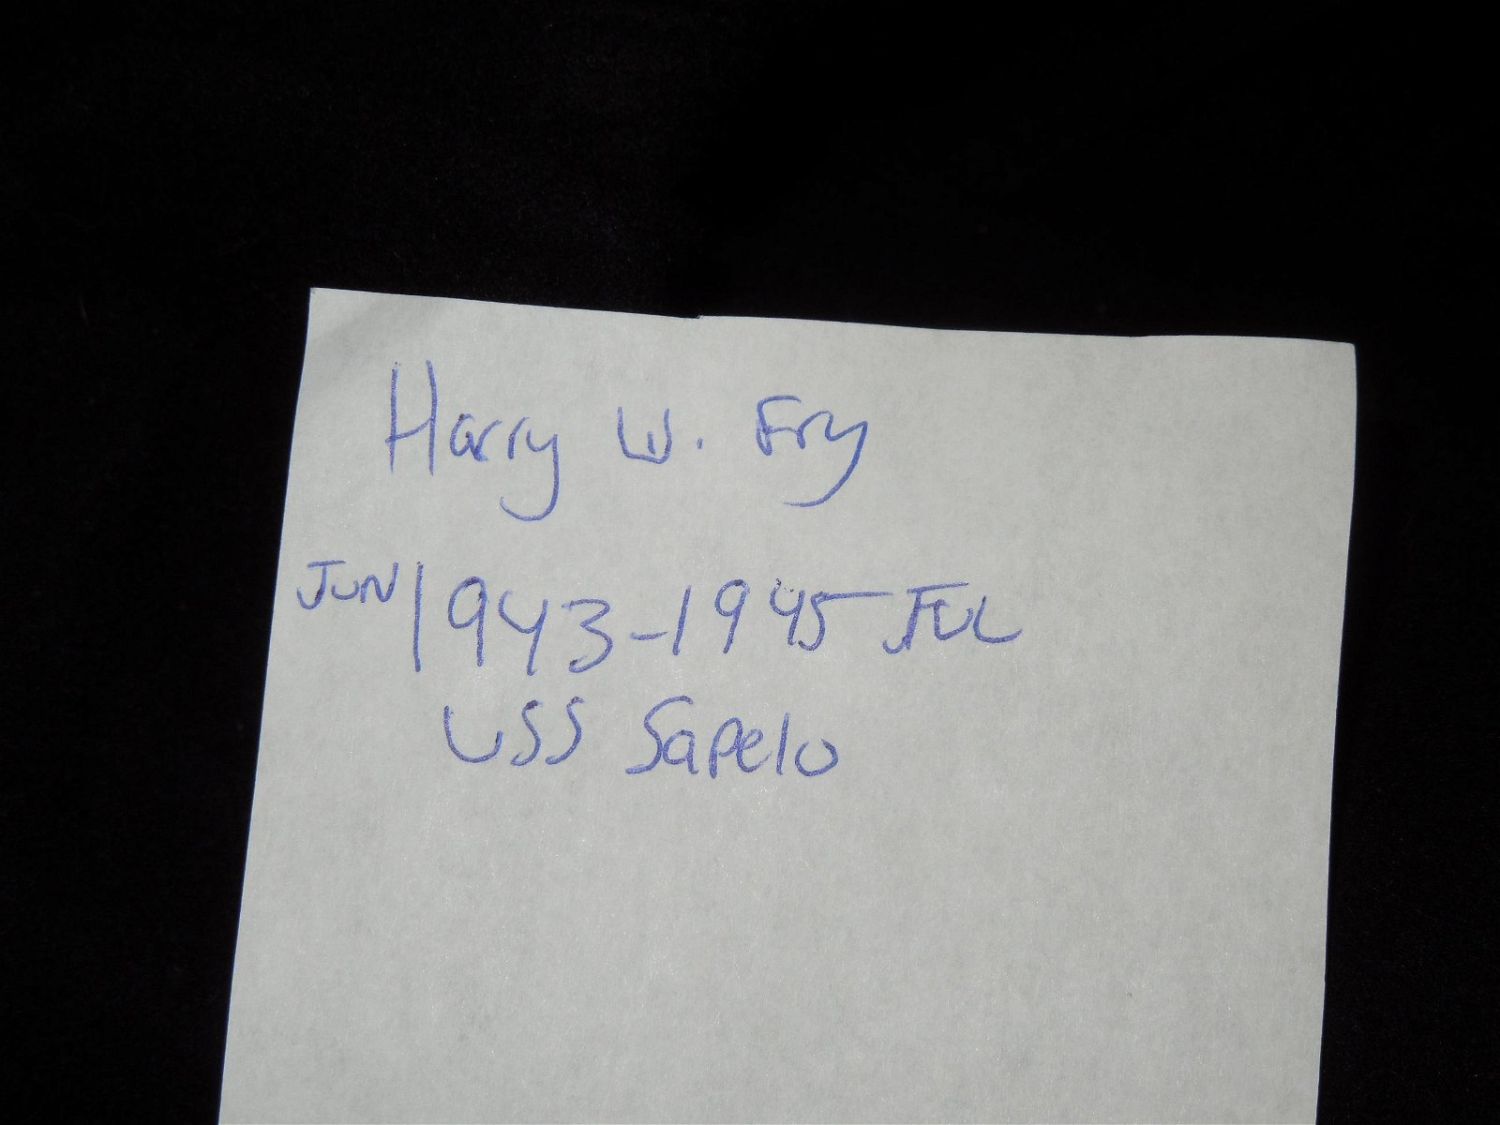 Harry W. Fry
JUN 1943-1945 JUL
USS Sapelo